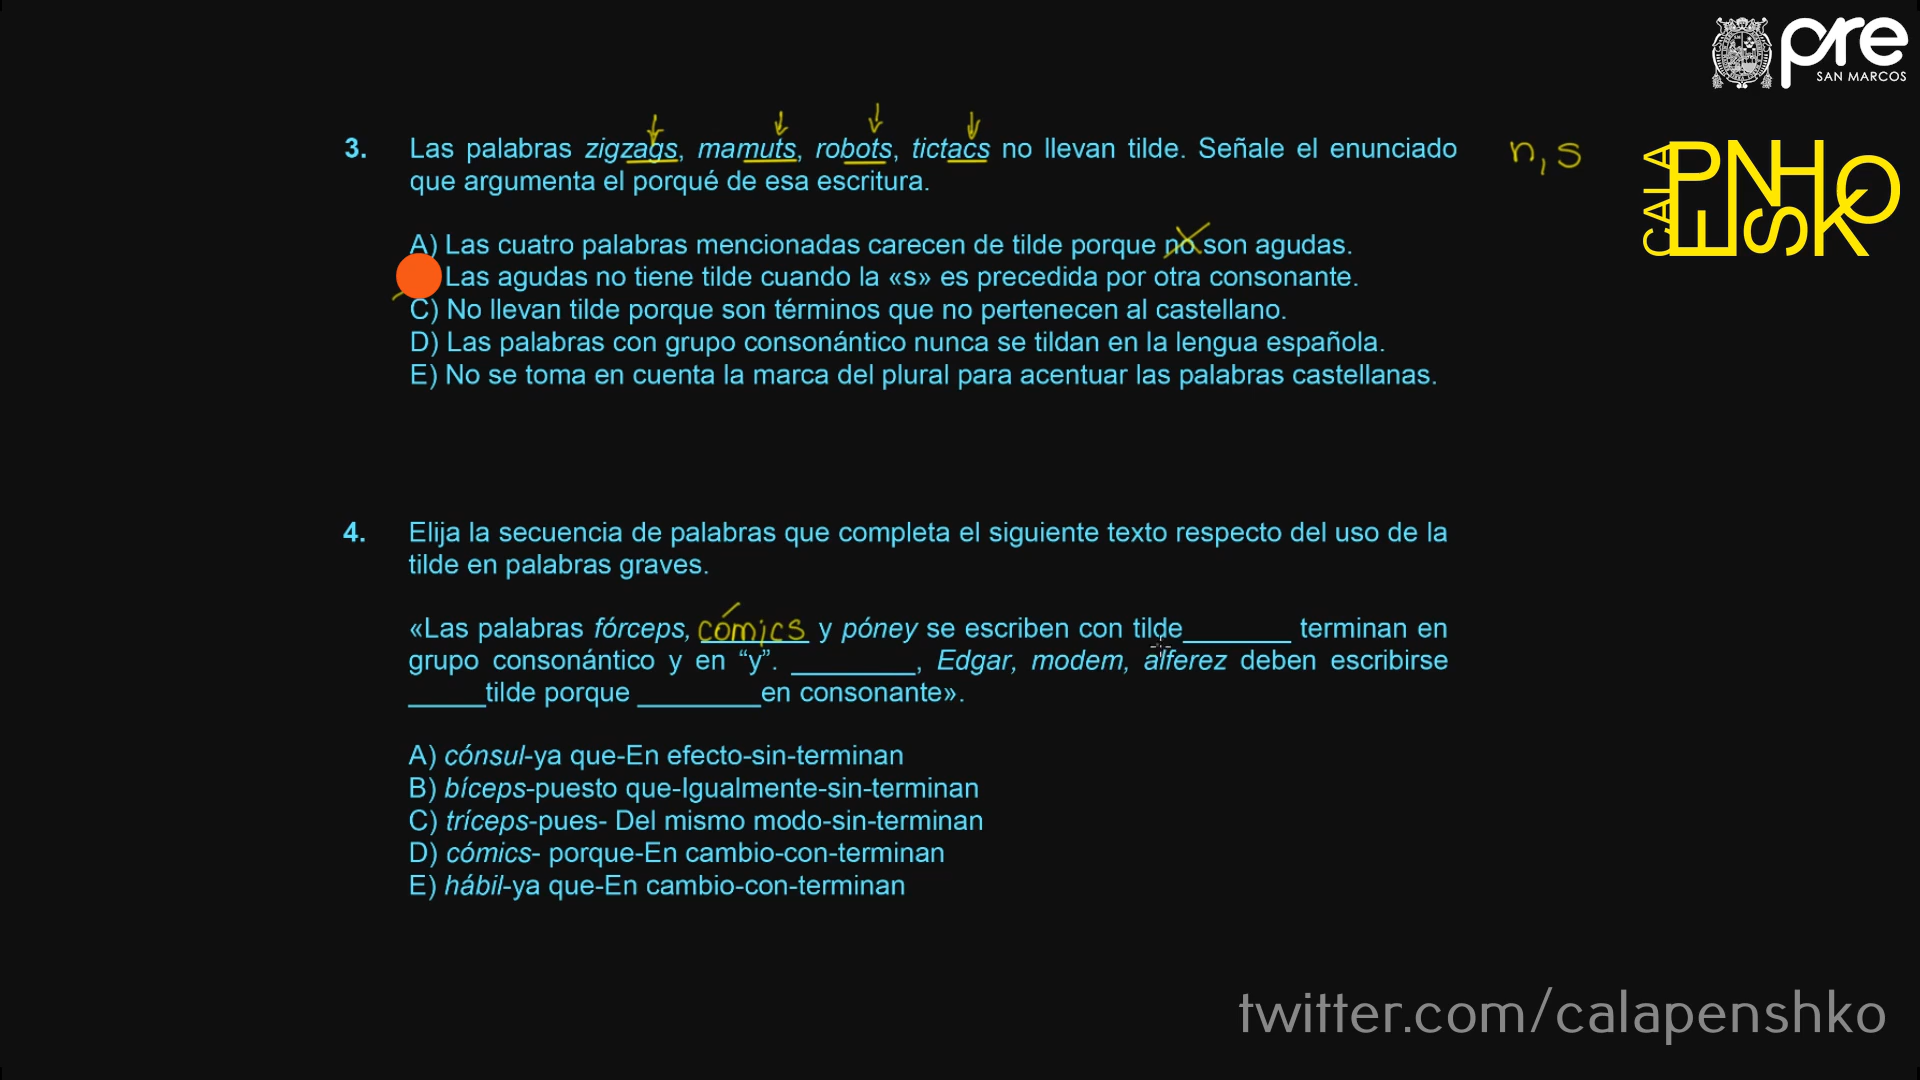 pre
SAN MARCOS
3. Las palabras zigzags, mamuts, robots, tictacs no llevan tilde. Señale el enunciado
que argumenta el porqué de esa escritura.
n, s
CALA
PENSHKO
A) Las cuatro palabras mencionadas carecen de tilde porque no son agudas.
Las agudas no tiene tilde cuando la «s» es precedida por otra consonante.
C) No llevan tilde porque son términos que no pertenecen al castellano.
D) Las palabras con grupo consonántico nunca se tildan en la lengua española.
E) No se toma en cuenta la marca del plural para acentuar las palabras castellanas.
4. Elija la secuencia de palabras que completa el siguiente texto respecto del uso de la
tilde en palabras graves.
«Las palabras fórceps, cómics y póney se escriben con tilde_______ terminan en
grupo consonántico y en “y”. ________, Edgar, modem, alferez deben escribirse
_____tilde porque ________en consonante».
A) cónsul-ya que-En efecto-sin-terminan
B) bíceps-puesto que-Igualmente-sin-terminan
C) tríceps-pues- Del mismo modo-sin-terminan
D) cómics- porque-En cambio-con-terminan
E) hábil-ya que-En cambio-con-terminan
twitter.com/calapenshko